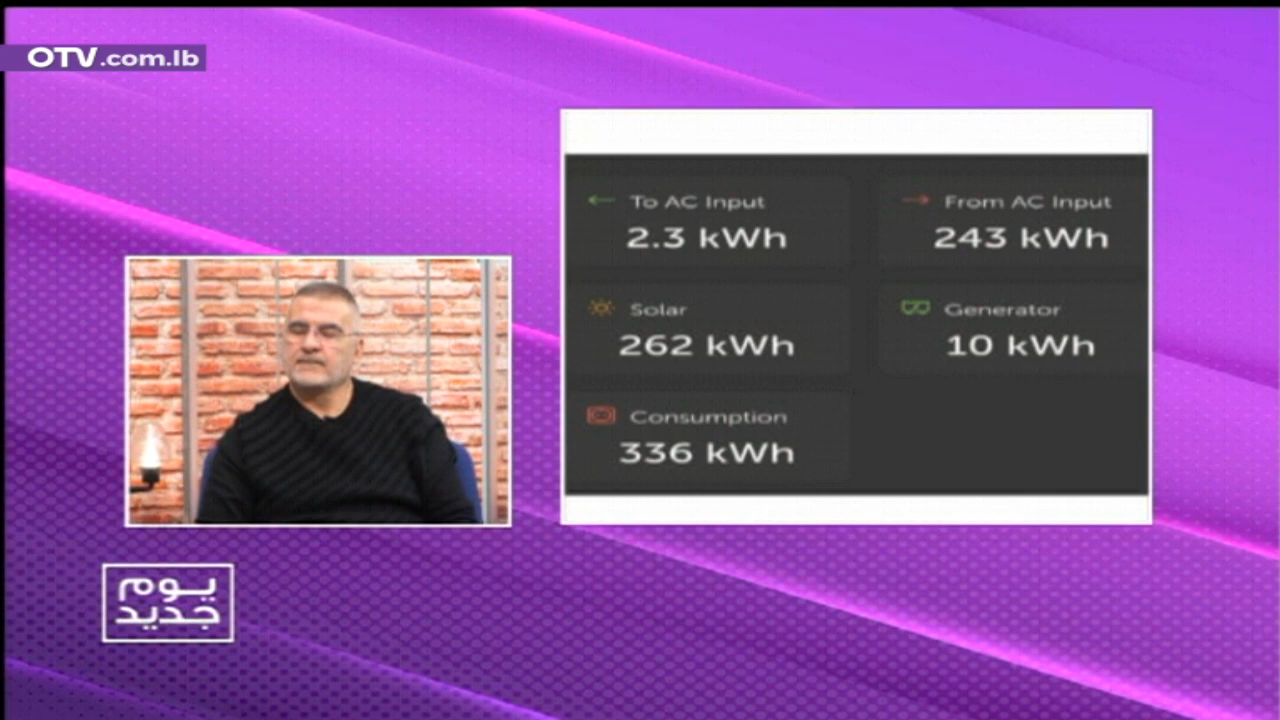 OTV.com.lb
To AC Input
2.3 kWh
From AC Input
243 kWh
Solar
262 kWh
Generator
10 kWh
Consumption
336 kWh
يوم
جديد